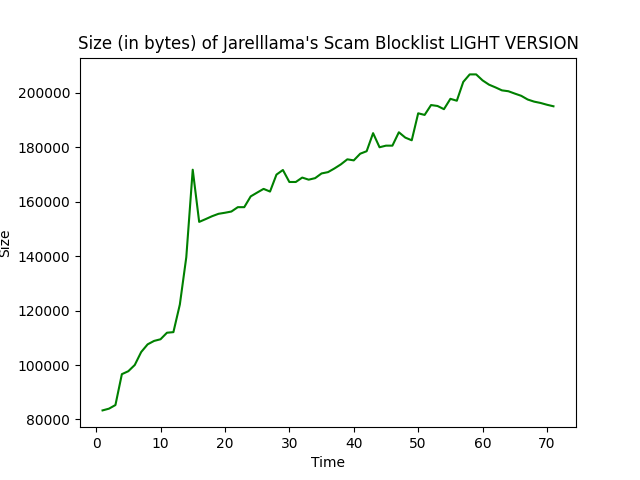 Size (in bytes) of Jarelllama's Scam Blocklist LIGHT VERSION
200000
180000
160000
140000
120000
100000
80000
Size
0 10 20 30 40 50 60 70
Time